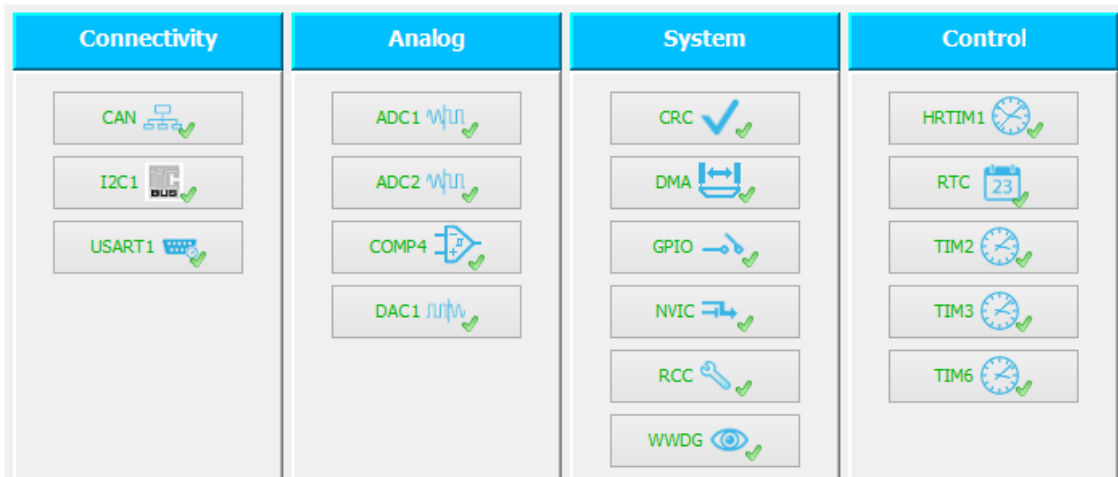 Connectivity
CAN
I2C1
BUS
USART1
Analog
ADC1
ADC2
COMP4
DAC1
System
CRC
DMA
GPIO
NVIC
RCC
WWDG
Control
HRTIM1
RTC
23
TIM2
TIM3
TIM6